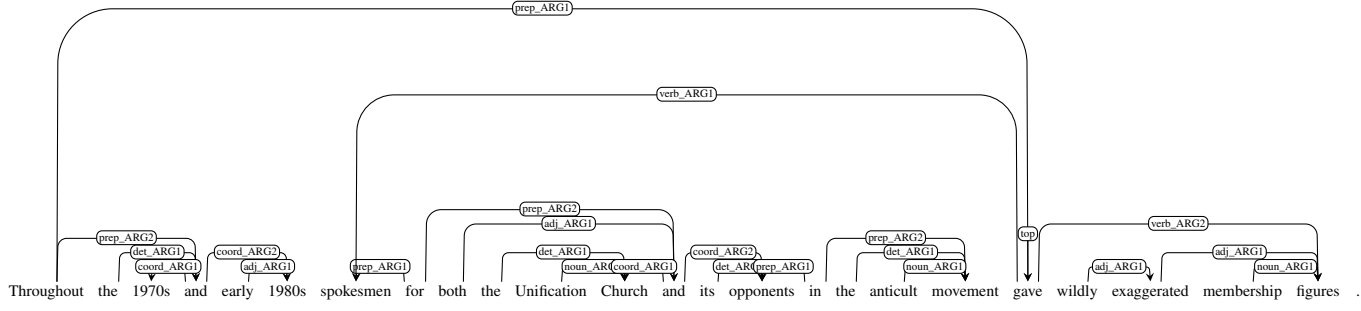 prep_ARG1
verb_ARG1
prep_ARG2
adj_ARG1 verb_ARG2
top
prep_ARG2 prep_ARG2
det_ARG1 coord_ARG2 det_ARG1 coord_ARG2 det_ARG1 adj_ARG1
coord_ARG1 adj_ARG1 prep_ARG1 coord_ARG1 prep_ARG1 noun_ARG1 adj_ARG1 noun_ARG1
Throughout the 1970s and early 1980s spokesmen for both the Unification Church and its opponents in the anticult movement gave wildly exaggerated membership figures .